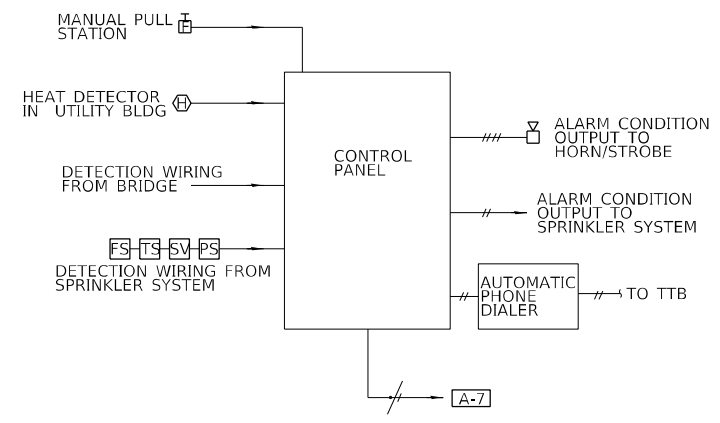 MANUAL PULL
STATION
F
HEAT DETECTOR
IN UTILITY BLDG
H
DETECTION WIRING
FROM BRIDGE
FS TS SV PS
DETECTION WIRING FROM
SPRINKLER SYSTEM
CONTROL
PANEL
ALARM CONDITION
OUTPUT TO
HORN/STROBE
ALARM CONDITION
OUTPUT TO
SPRINKLER SYSTEM
AUTOMATIC
PHONE
DIALER
TO TTB
A-7